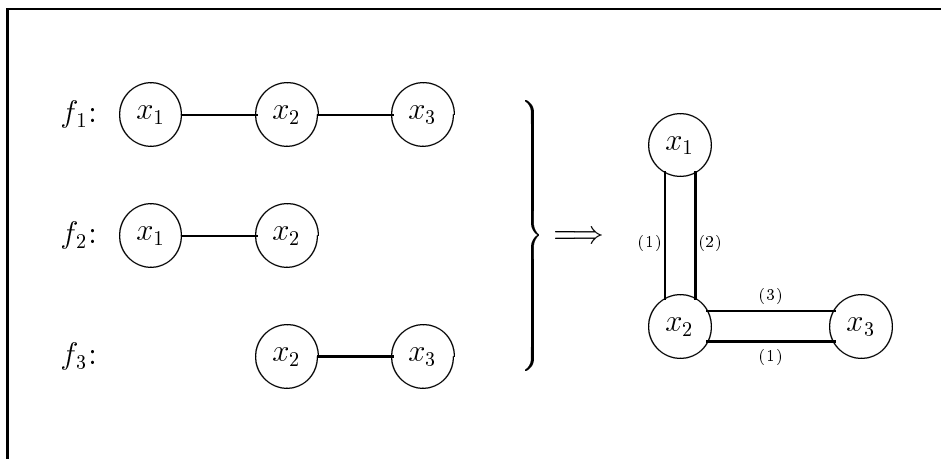 f₁: x₁ x₂ x₃
f₂: x₁ x₂
f₃: x₂ x₃
⟹
x₁
(1) (2)
(3)
x₂ x₃
(1)